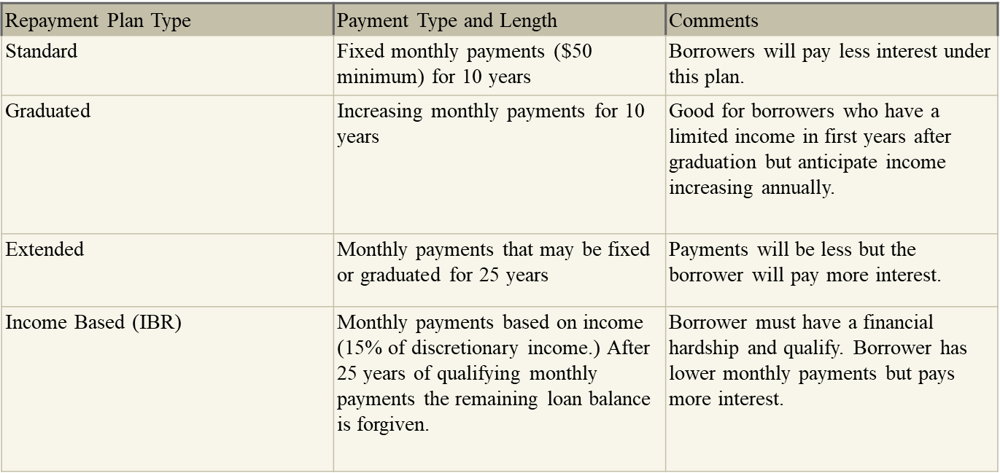 Repayment Plan Type
Payment Type and Length
Comments
Standard
Fixed monthly payments ($50
minimum) for 10 years
Borrowers will pay less interest under
this plan.
Graduated
Increasing monthly payments for 10
years
Good for borrowers who have a
limited income in first years after
graduation but anticipate income
increasing annually.
Extended
Monthly payments that may be fixed
or graduated for 25 years
Payments will be less but the
borrower will pay more interest.
Income Based (IBR)
Monthly payments based on income
(15% of discretionary income.) After
25 years of qualifying monthly
payments the remaining loan balance
is forgiven.
Borrower must have a financial
hardship and qualify. Borrower has
lower monthly payments but pays
more interest.